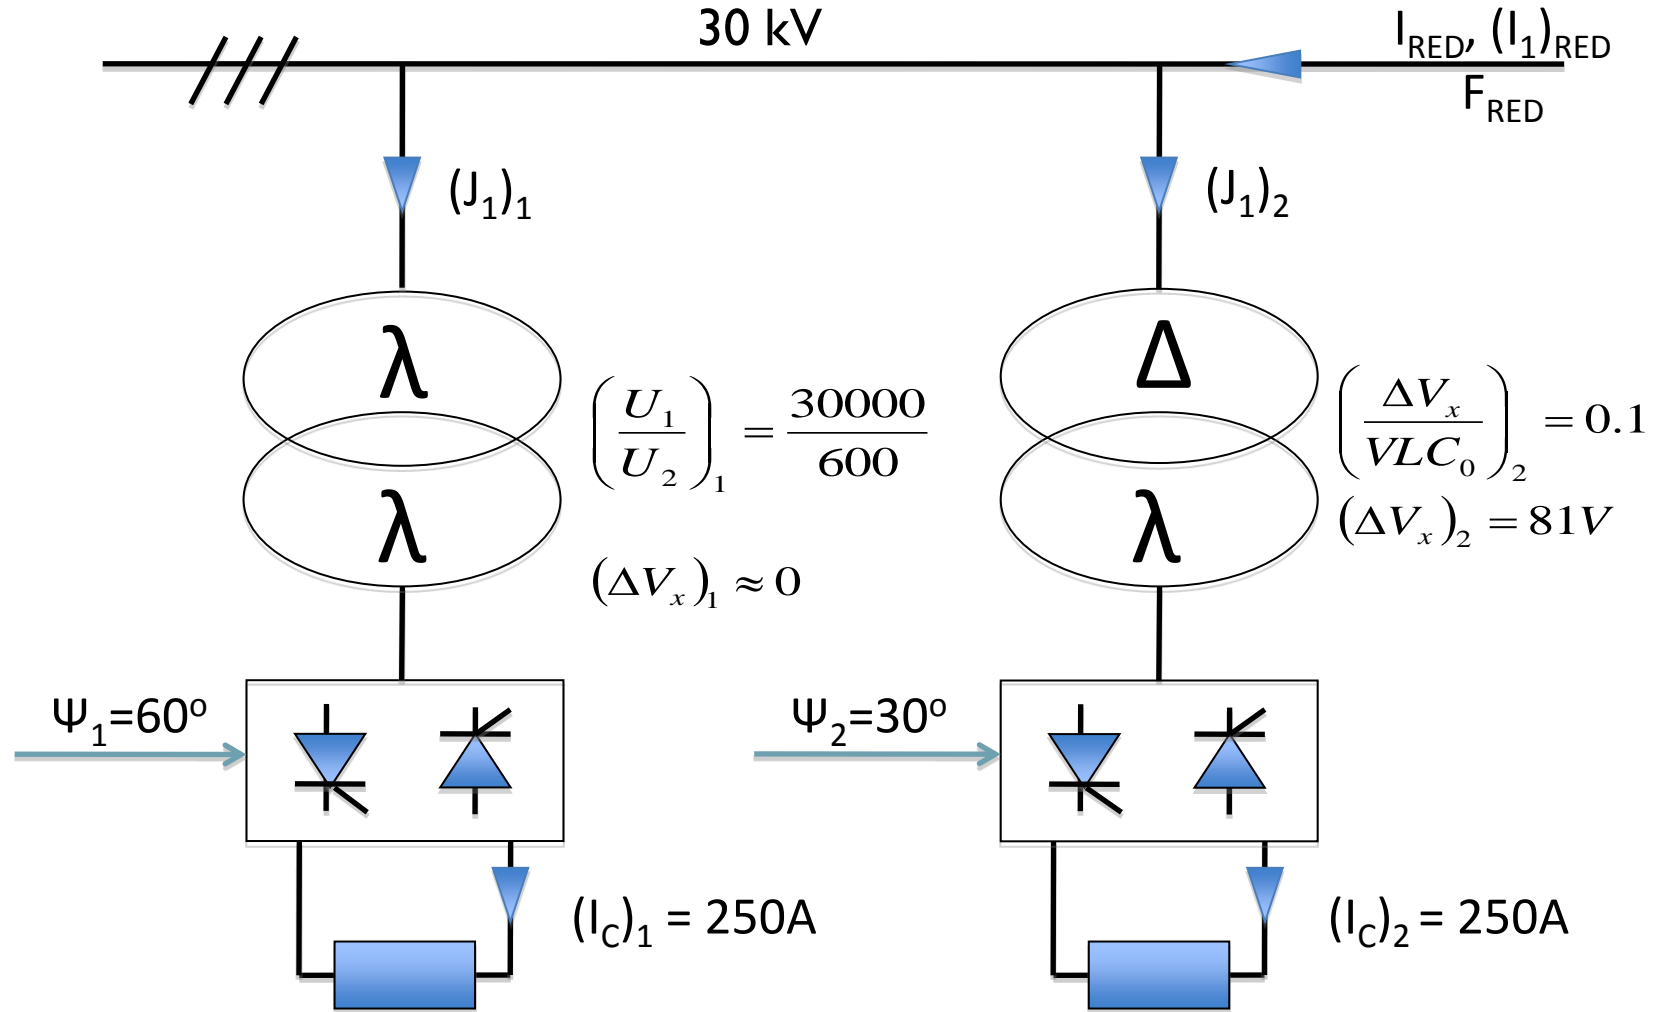 30 kV
I_RED, (I_1)_RED
F_RED
(J_1)_1
(J_1)_2
λ
Δ
λ
λ
(U_1/U_2)_1 = 30000/600
(ΔV_x)_1 ≈ 0
(ΔV_x/VLC_0)_2 = 0.1
(ΔV_x)_2 = 81V
Ψ_1=60º
Ψ_2=30º
(I_C)_1 = 250A
(I_C)_2 = 250A